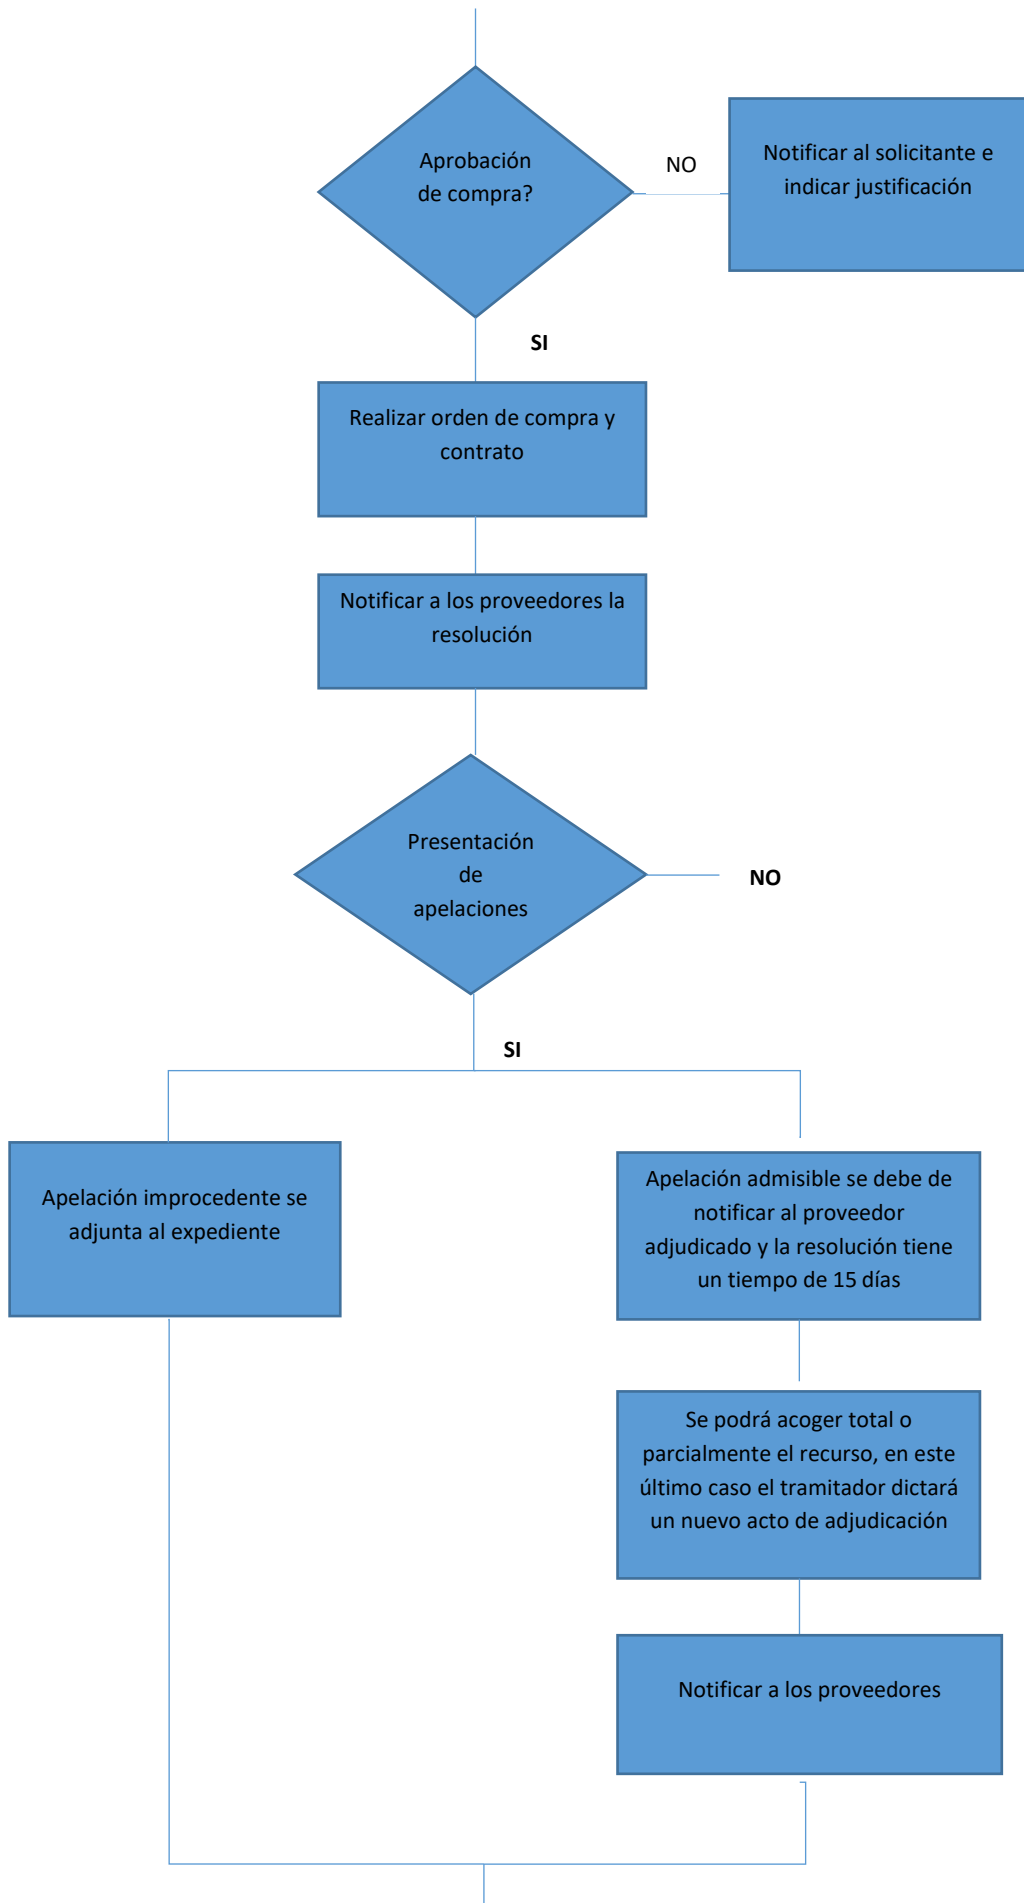 Aprobación
de compra?
NO
Notificar al solicitante e
indicar justificación
SI
Realizar orden de compra y
contrato
Notificar a los proveedores la
resolución
Presentación
de
apelaciones
NO
SI
Apelación improcedente se
adjunta al expediente
Apelación admisible se debe de
notificar al proveedor
adjudicado y la resolución tiene
un tiempo de 15 días
Se podrá acoger total o
parcialmente el recurso, en este
último caso el tramitador dictará
un nuevo acto de adjudicación
Notificar a los proveedores